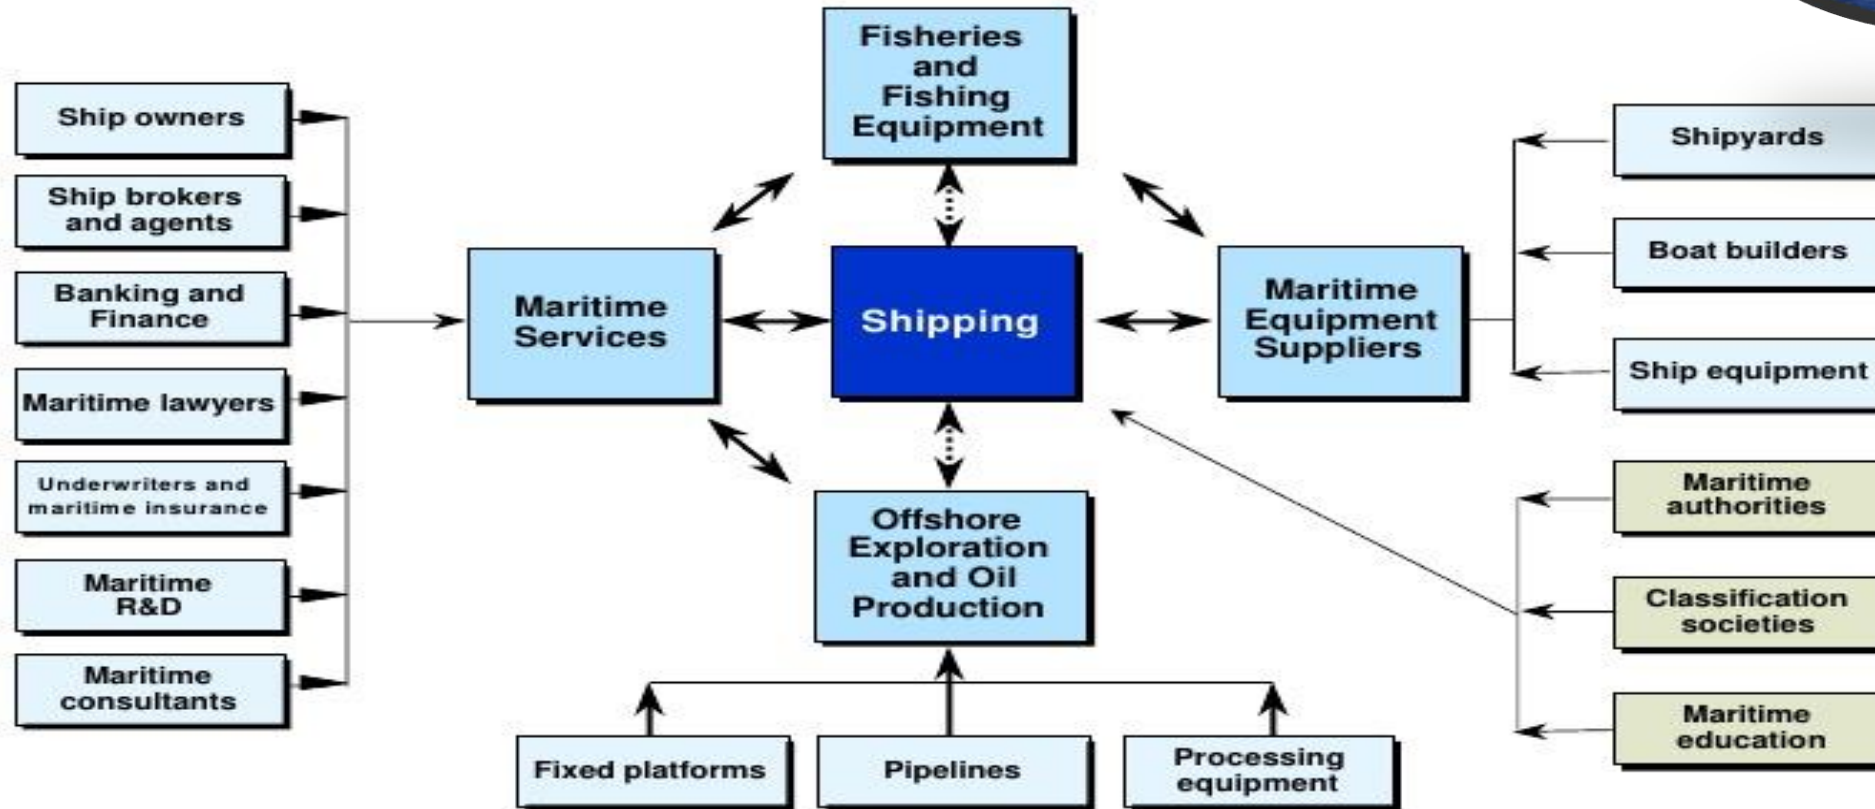 Fisheries
and
Fishing
Equipment
Ship owners
Ship brokers
and agents
Banking and
Finance
Maritime lawyers
Underwriters and
maritime insurance
Maritime
R&D
Maritime
consultants
Maritime
Services
Shipping
Maritime
Equipment
Suppliers
Offshore
Exploration
and Oil
Production
Fixed platforms
Pipelines
Processing
equipment
Shipyards
Boat builders
Ship equipment
Maritime
authorities
Classification
societies
Maritime
education